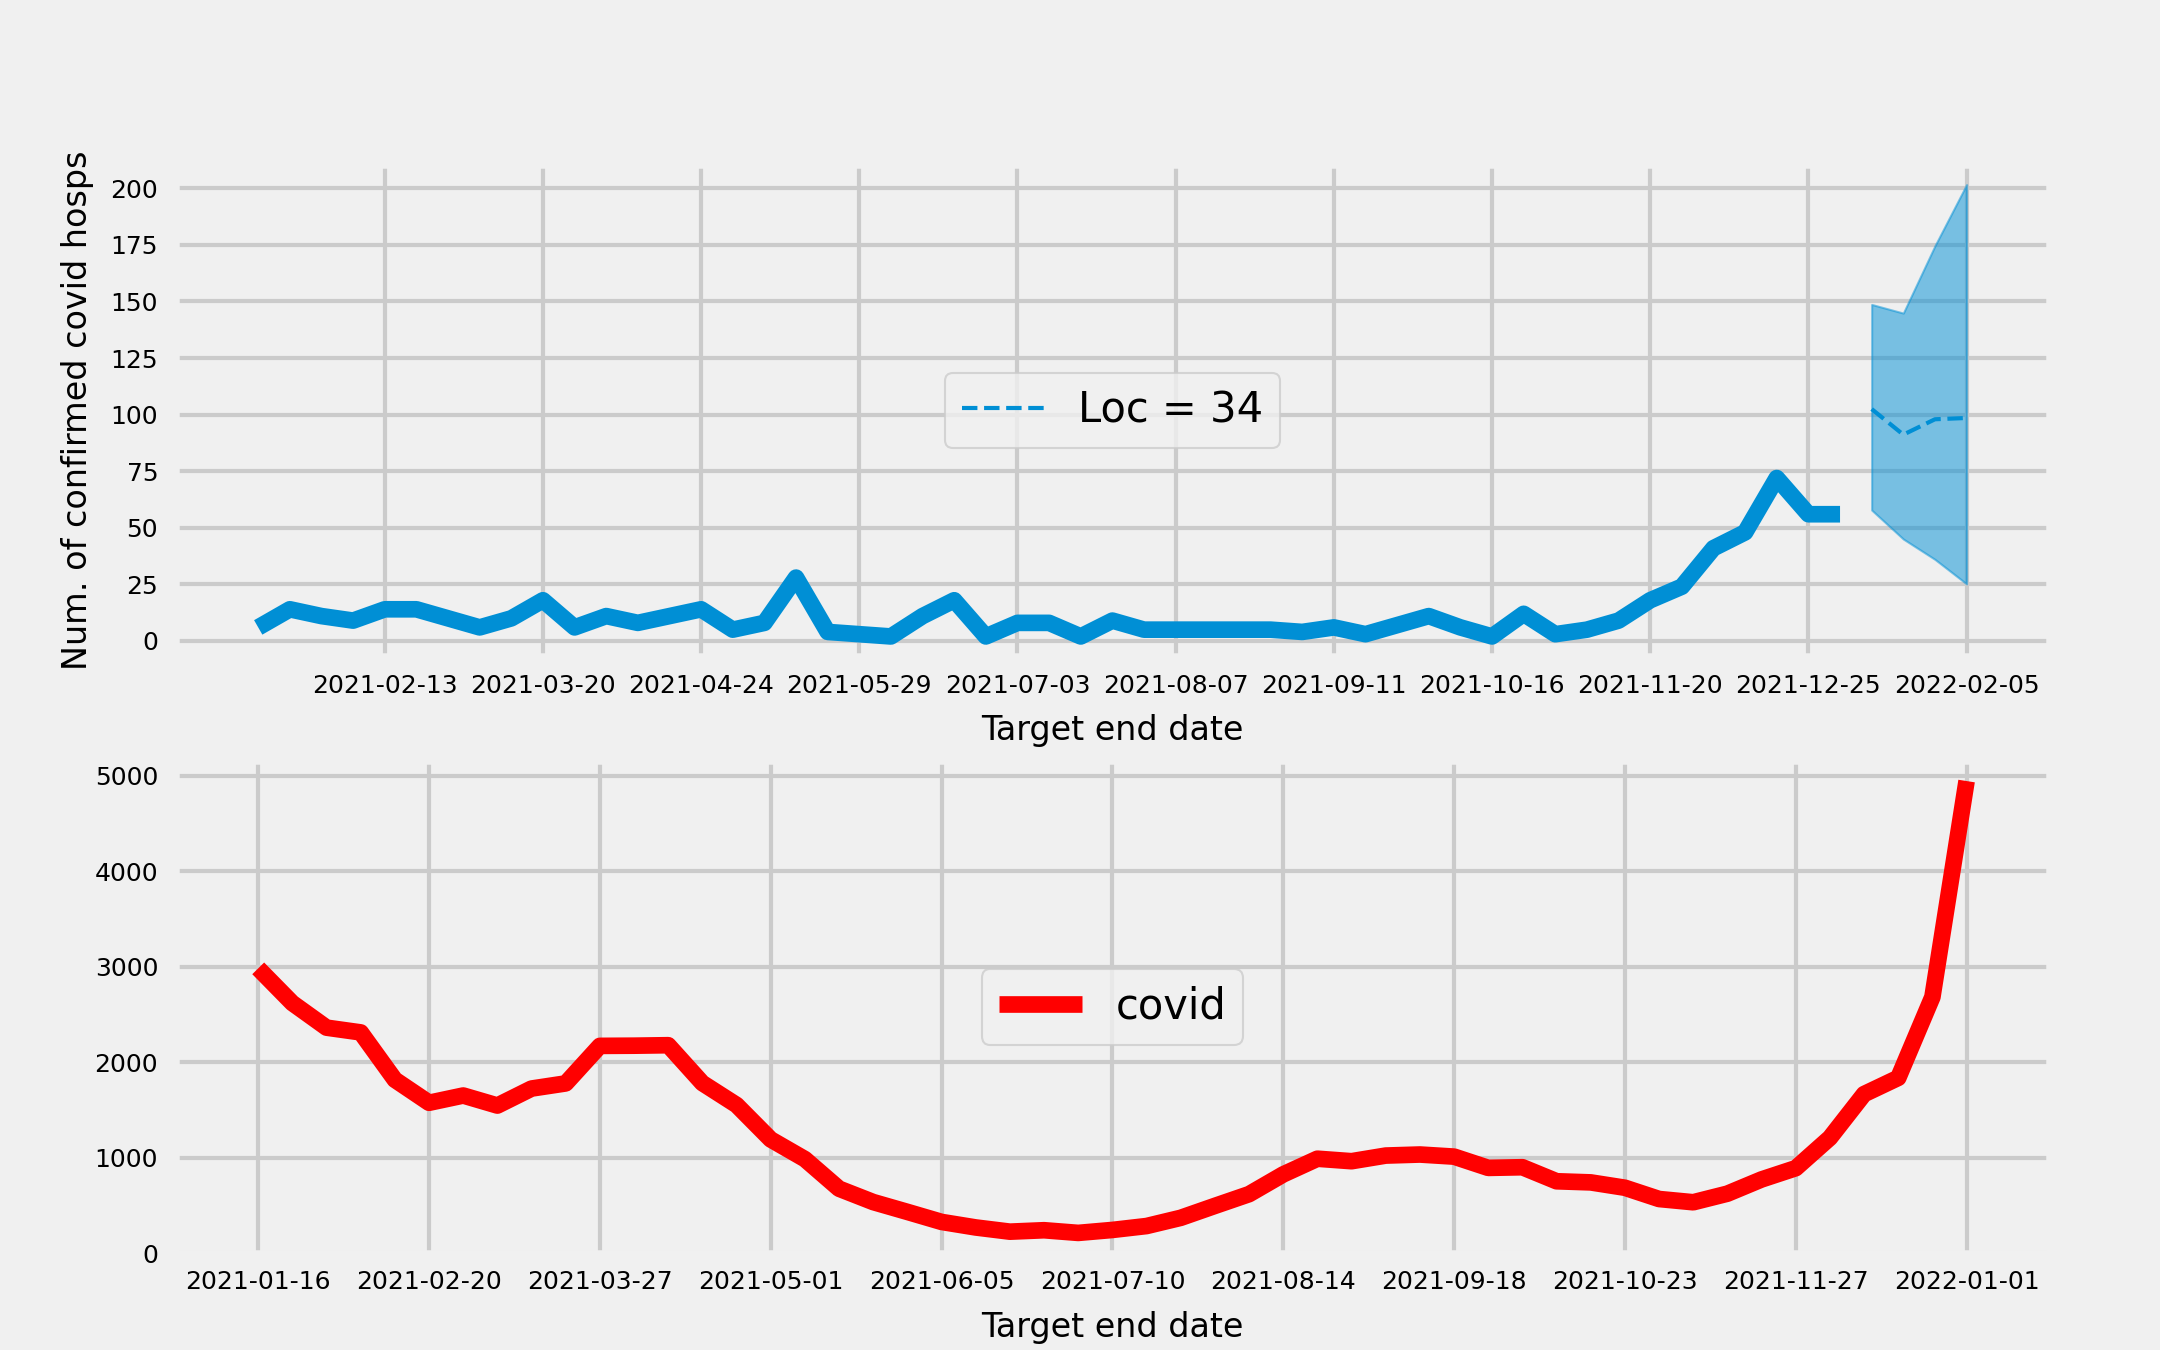 Num. of confirmed covid hosps
200
175
150
125
100
75
50
25
0
Loc = 34
2021-02-13 2021-03-20 2021-04-24 2021-05-29 2021-07-03 2021-08-07 2021-09-11 2021-10-16 2021-11-20 2021-12-25 2022-02-05
Target end date
5000
4000
3000
2000
1000
0
covid
2021-01-16 2021-02-20 2021-03-27 2021-05-01 2021-06-05 2021-07-10 2021-08-14 2021-09-18 2021-10-23 2021-11-27 2022-01-01
Target end date